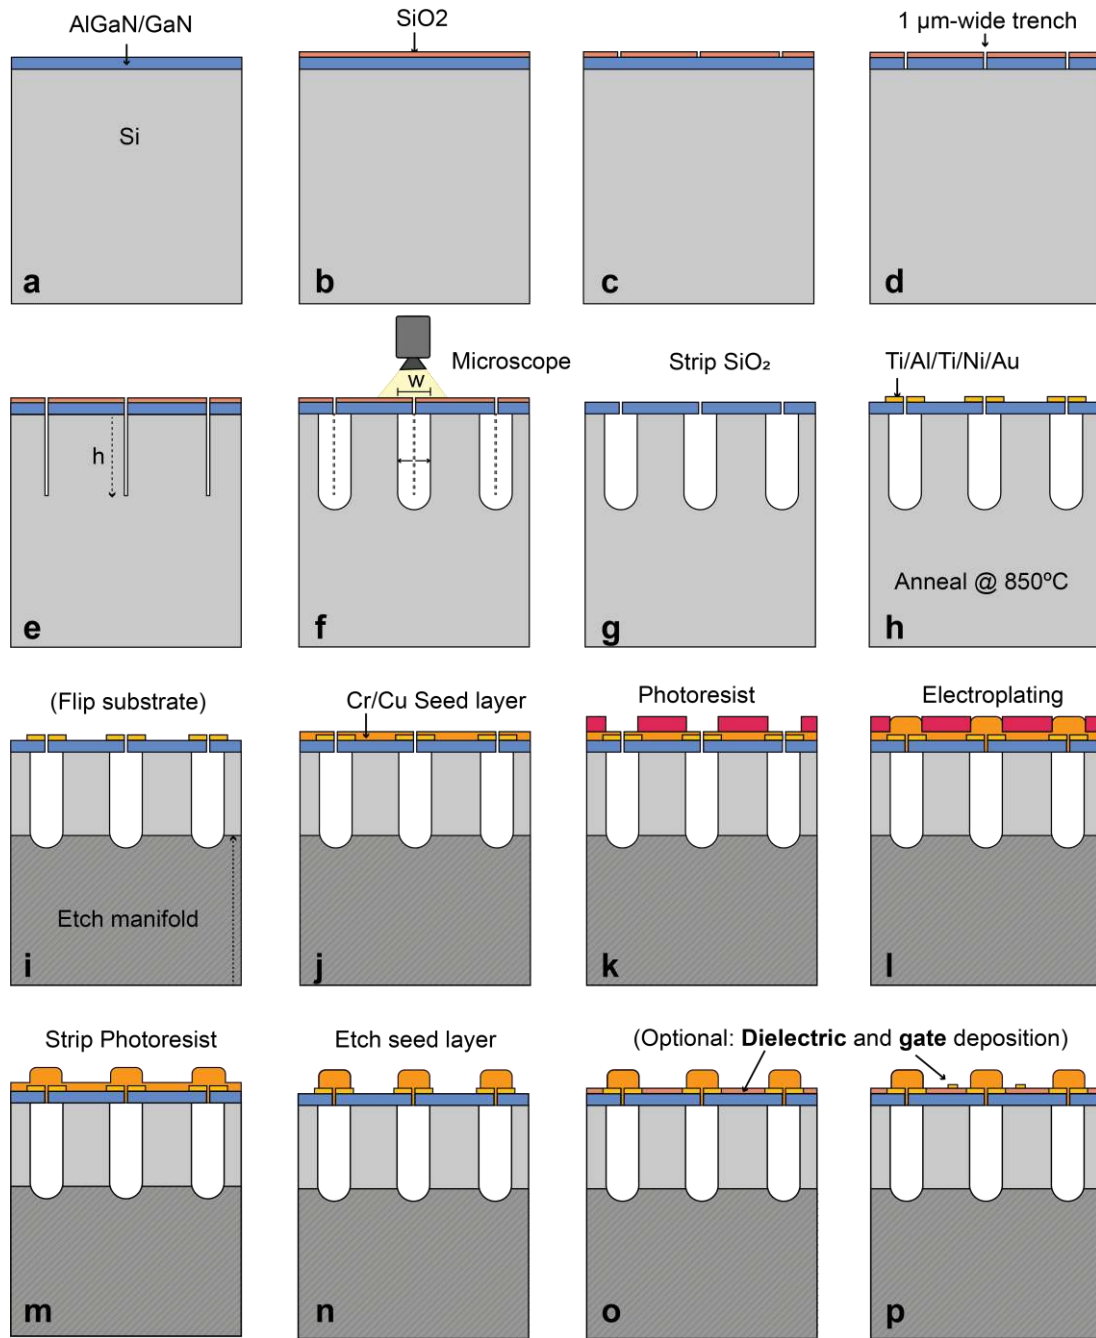 AlGaN/GaN
SiO2
1 µm-wide trench
Si
a
b
c
d
Microscope
w
Strip SiO₂
Ti/Al/Ti/Ni/Au
h
Anneal @ 850ºC
e
f
g
h
(Flip substrate)
Cr/Cu Seed layer
Photoresist
Electroplating
Etch manifold
i
j
k
l
Strip Photoresist
Etch seed layer
(Optional: Dielectric and gate deposition)
m
n
o
p